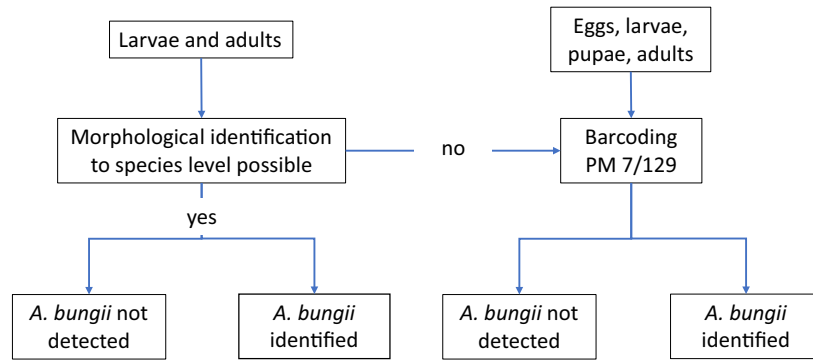 Larvae and adults
Eggs, larvae,
pupae, adults
Morphological identification
to species level possible
no
Barcoding
PM 7/129
yes
A. bungii not
detected
A. bungii
identified
A. bungii not
detected
A. bungii
identified